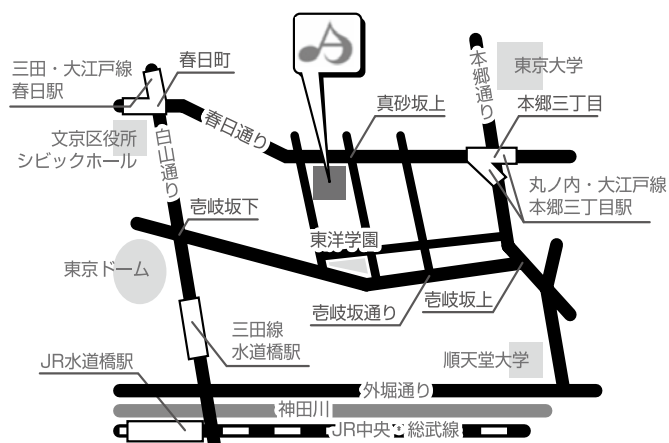 三田・大江戸線
春日駅
春日町
春日通り
白山通り
文京区役所
シビックホール
真砂坂上
本郷通り
東京大学
本郷三丁目
丸ノ内・大江戸線
本郷三丁目駅
壱岐坂下
東洋学園
東京ドーム
壱岐坂通り
壱岐坂上
三田線
水道橋駅
順天堂大学
JR水道橋駅
外堀通り
神田川
JR中央・総武線